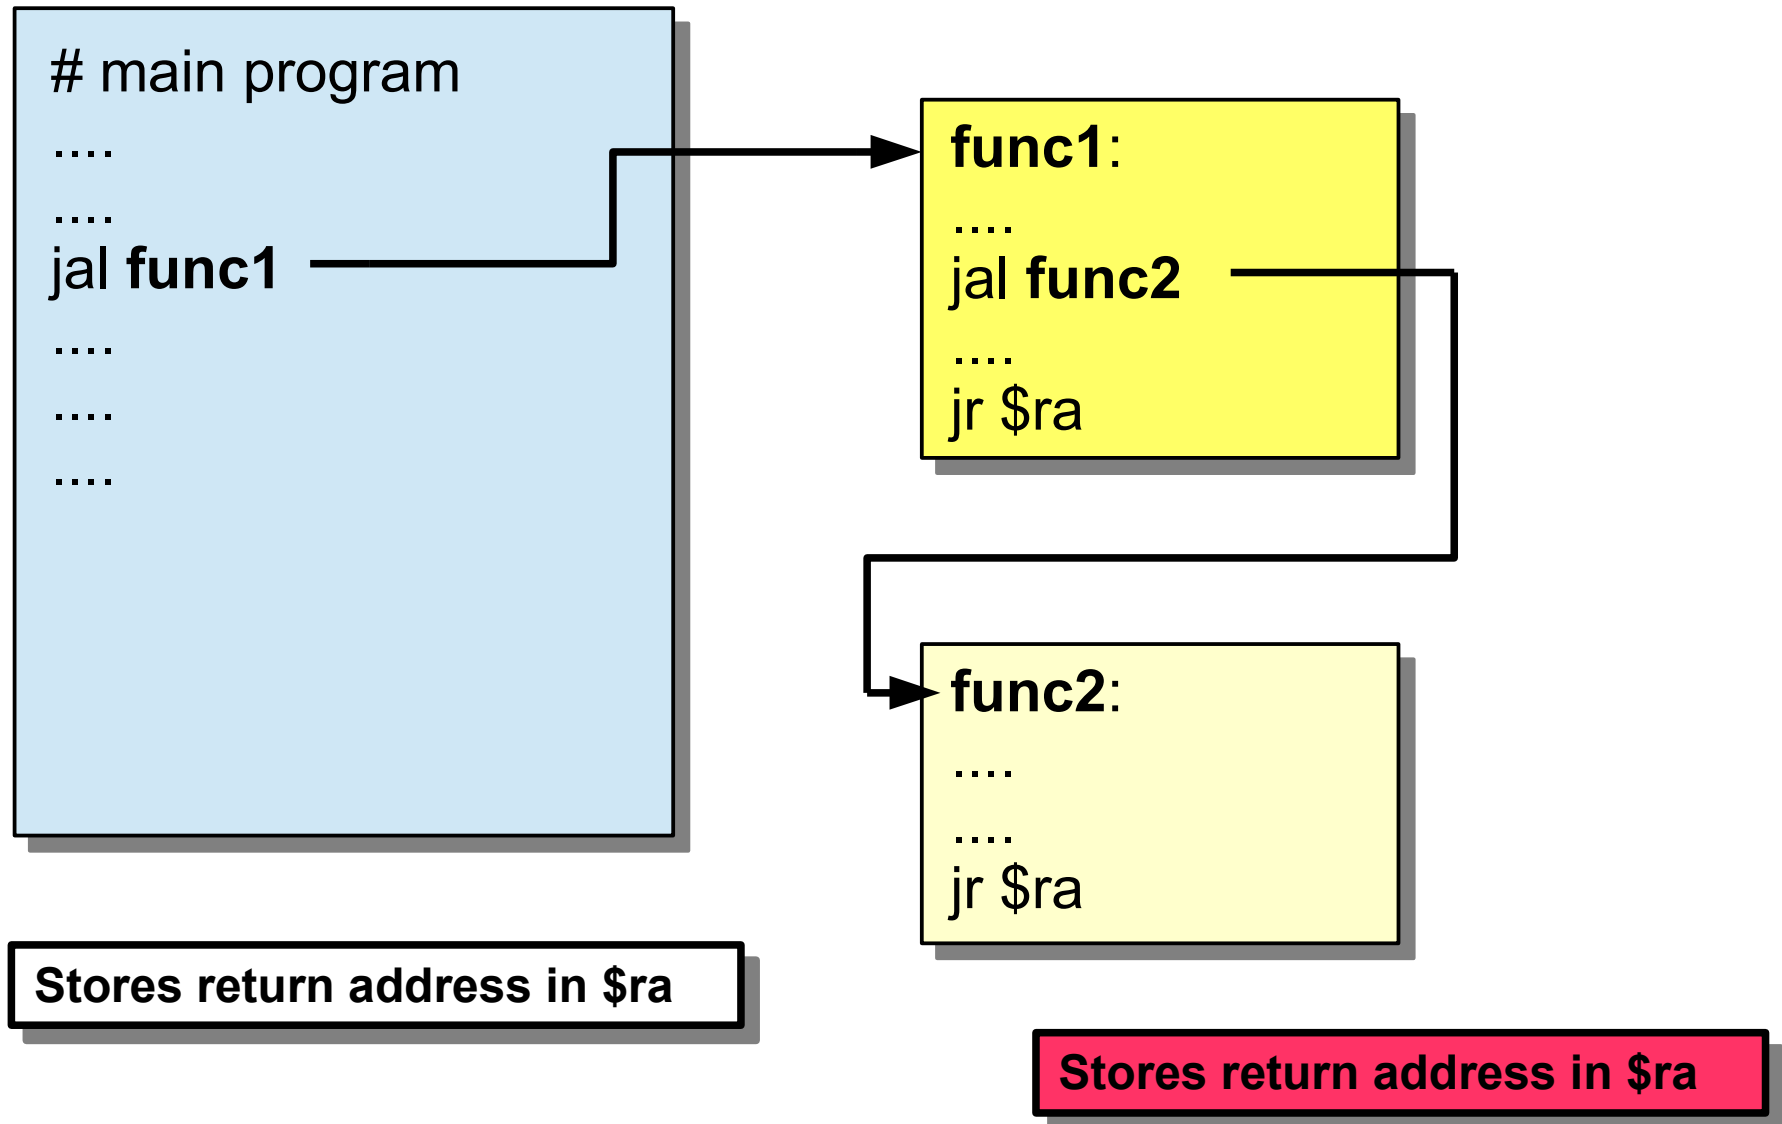 # main program
....
....
jal func1
....
....
....
func1:
....
jal func2
....
jr $ra
func2:
....
....
jr $ra
Stores return address in $ra
Stores return address in $ra